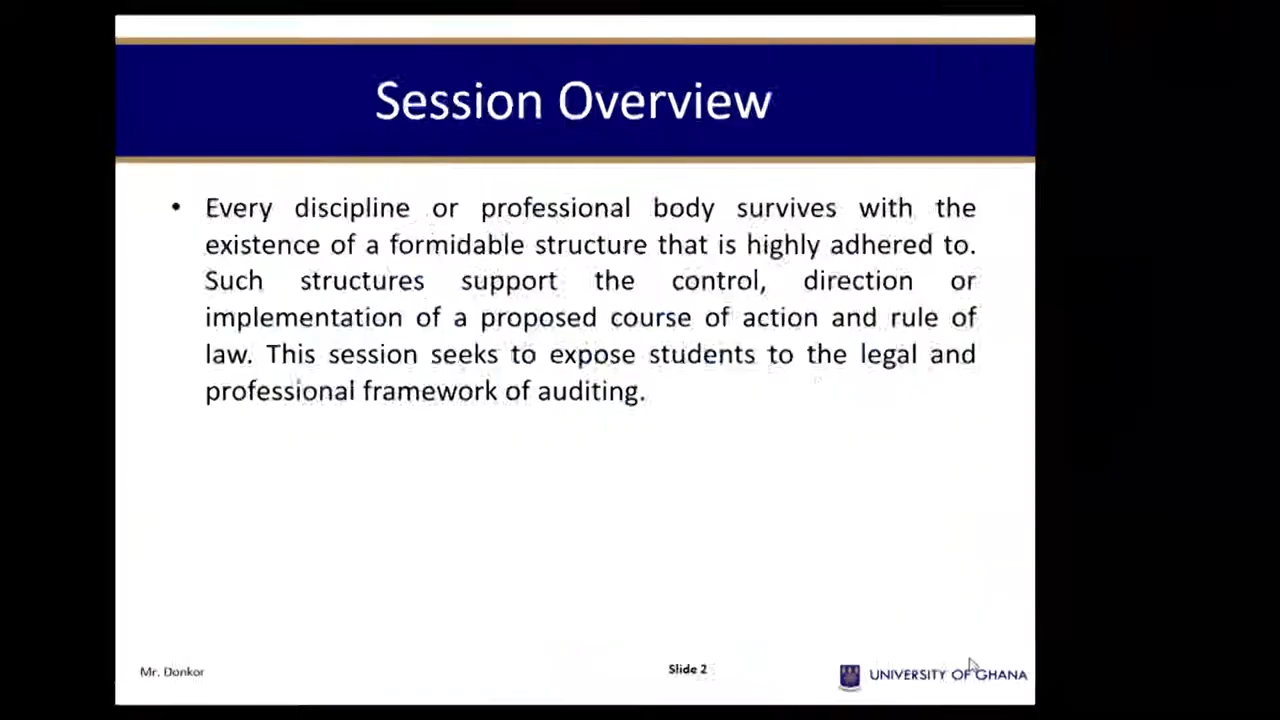 Session Overview
• Every discipline or professional body survives with the
existence of a formidable structure that is highly adhered to.
Such structures support the control, direction or
implementation of a proposed course of action and rule of
law. This session seeks to expose students to the legal and
professional framework of auditing.
Mr. Donkor
Slide 2
UNIVERSITY OF GHANA